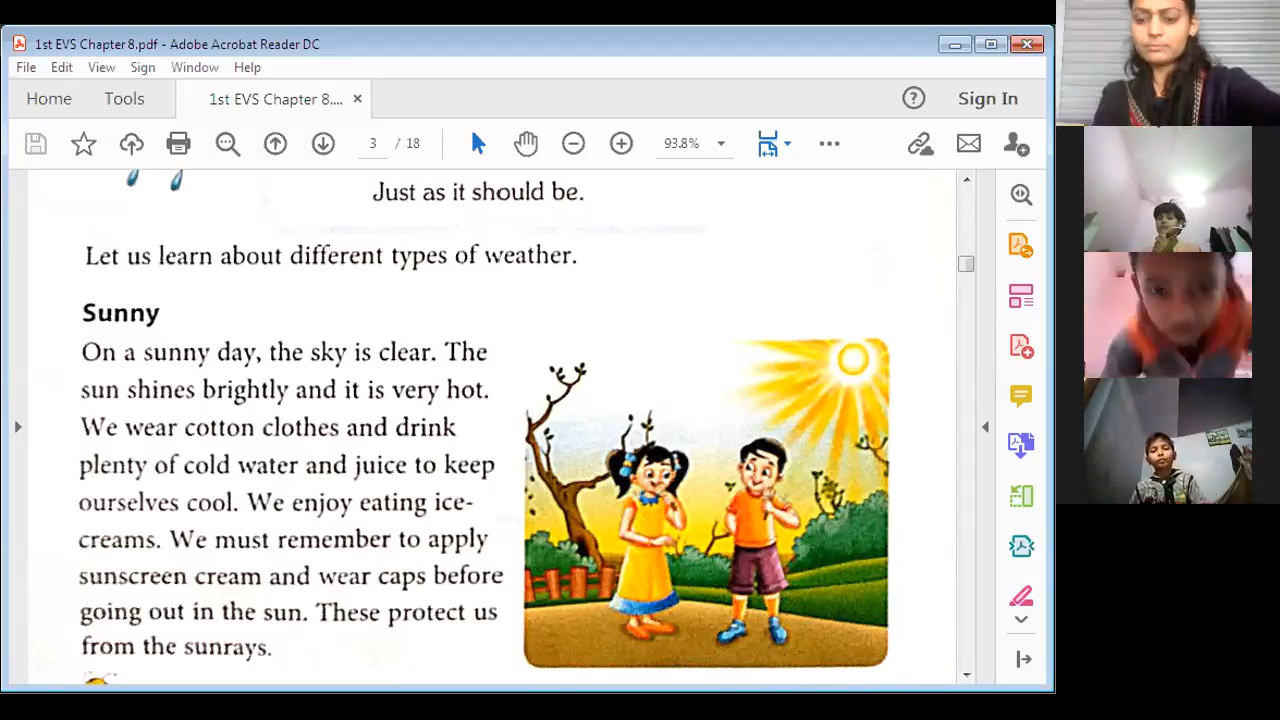 1st EVS Chapter 8.pdf - Adobe Acrobat Reader DC
File Edit View Sign Window Help
Home Tools 1st EVS Chapter 8.... × Sign In
3 / 18 93.8%
Just as it should be.
Let us learn about different types of weather.
Sunny
On a sunny day, the sky is clear. The
sun shines brightly and it is very hot.
We wear cotton clothes and drink
plenty of cold water and juice to keep
ourselves cool. We enjoy eating ice-
creams. We must remember to apply
sunscreen cream and wear caps before
going out in the sun. These protect us
from the sunrays.